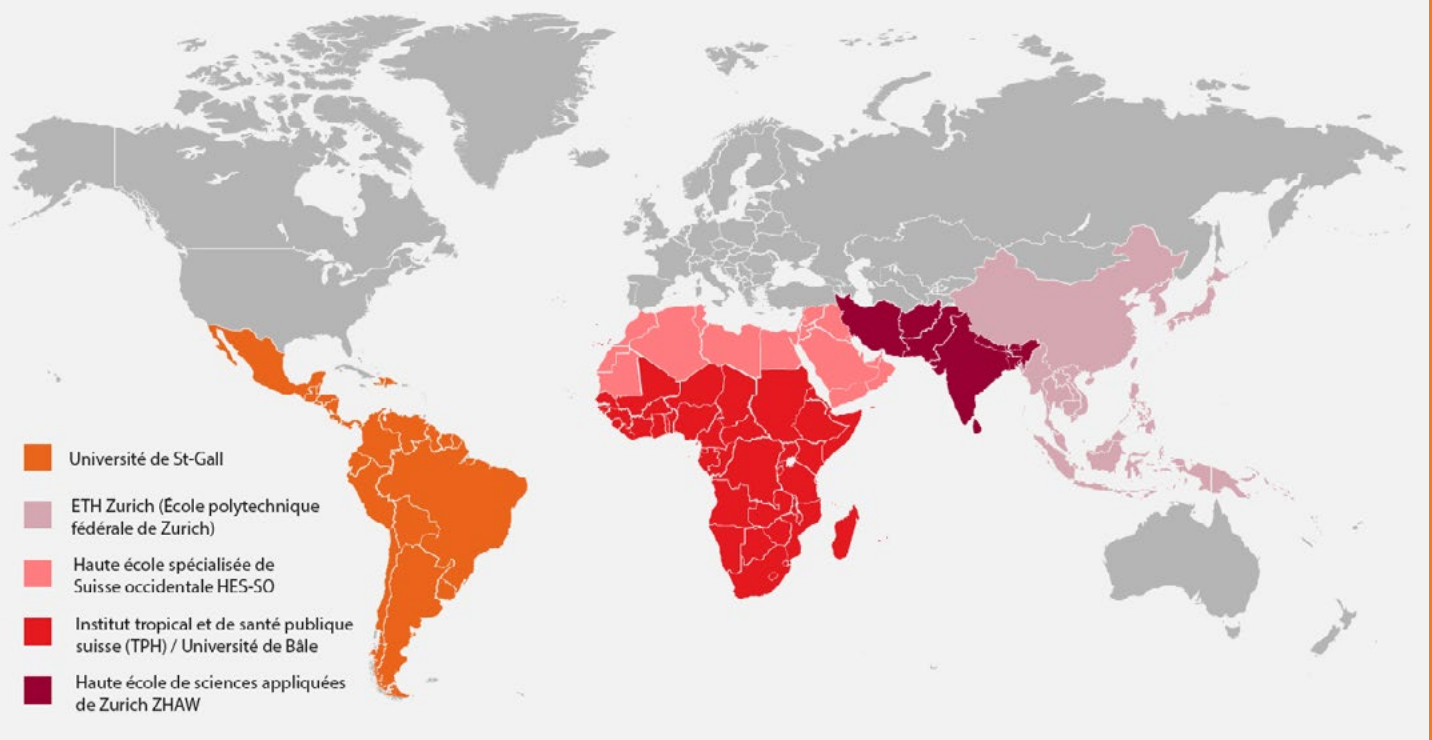 Université de St-Gall
ETH Zurich (École polytechnique
fédérale de Zurich)
Haute école spécialisée de
Suisse occidentale HES-SO
Institut tropical et de santé publique
suisse (TPH) / Université de Bâle
Haute école de sciences appliquées
de Zurich ZHAW